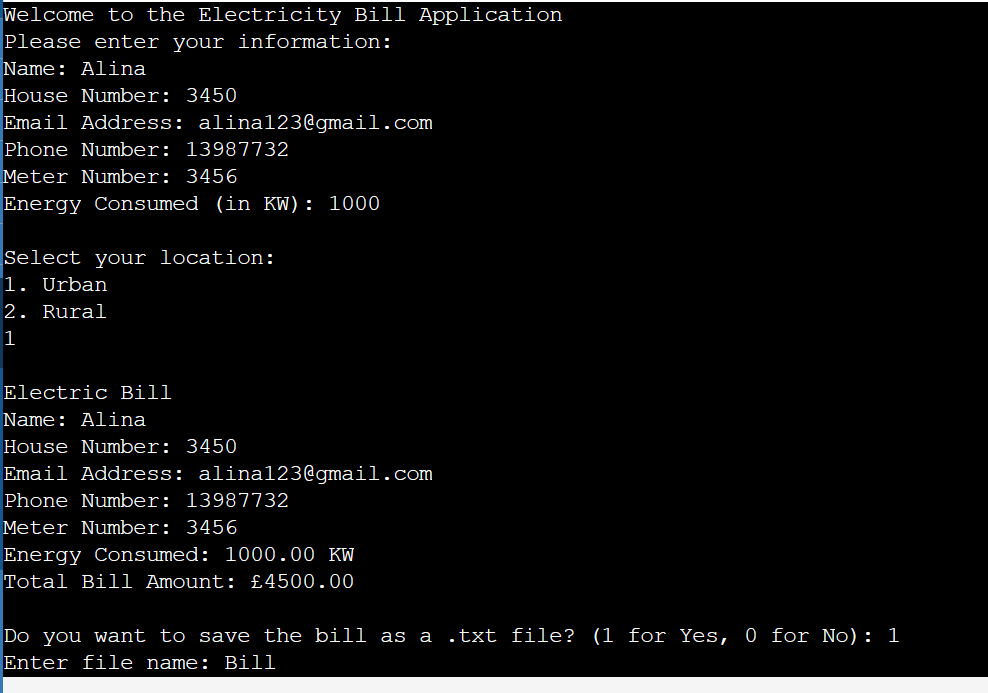 Welcome to the Electricity Bill Application
Please enter your information:
Name: Alina
House Number: 3450
Email Address: alina123@gmail.com
Phone Number: 13987732
Meter Number: 3456
Energy Consumed (in KW): 1000
Select your location:
1. Urban
2. Rural
1
Electric Bill
Name: Alina
House Number: 3450
Email Address: alina123@gmail.com
Phone Number: 13987732
Meter Number: 3456
Energy Consumed: 1000.00 KW
Total Bill Amount: £4500.00
Do you want to save the bill as a .txt file? (1 for Yes, 0 for No): 1
Enter file name: Bill